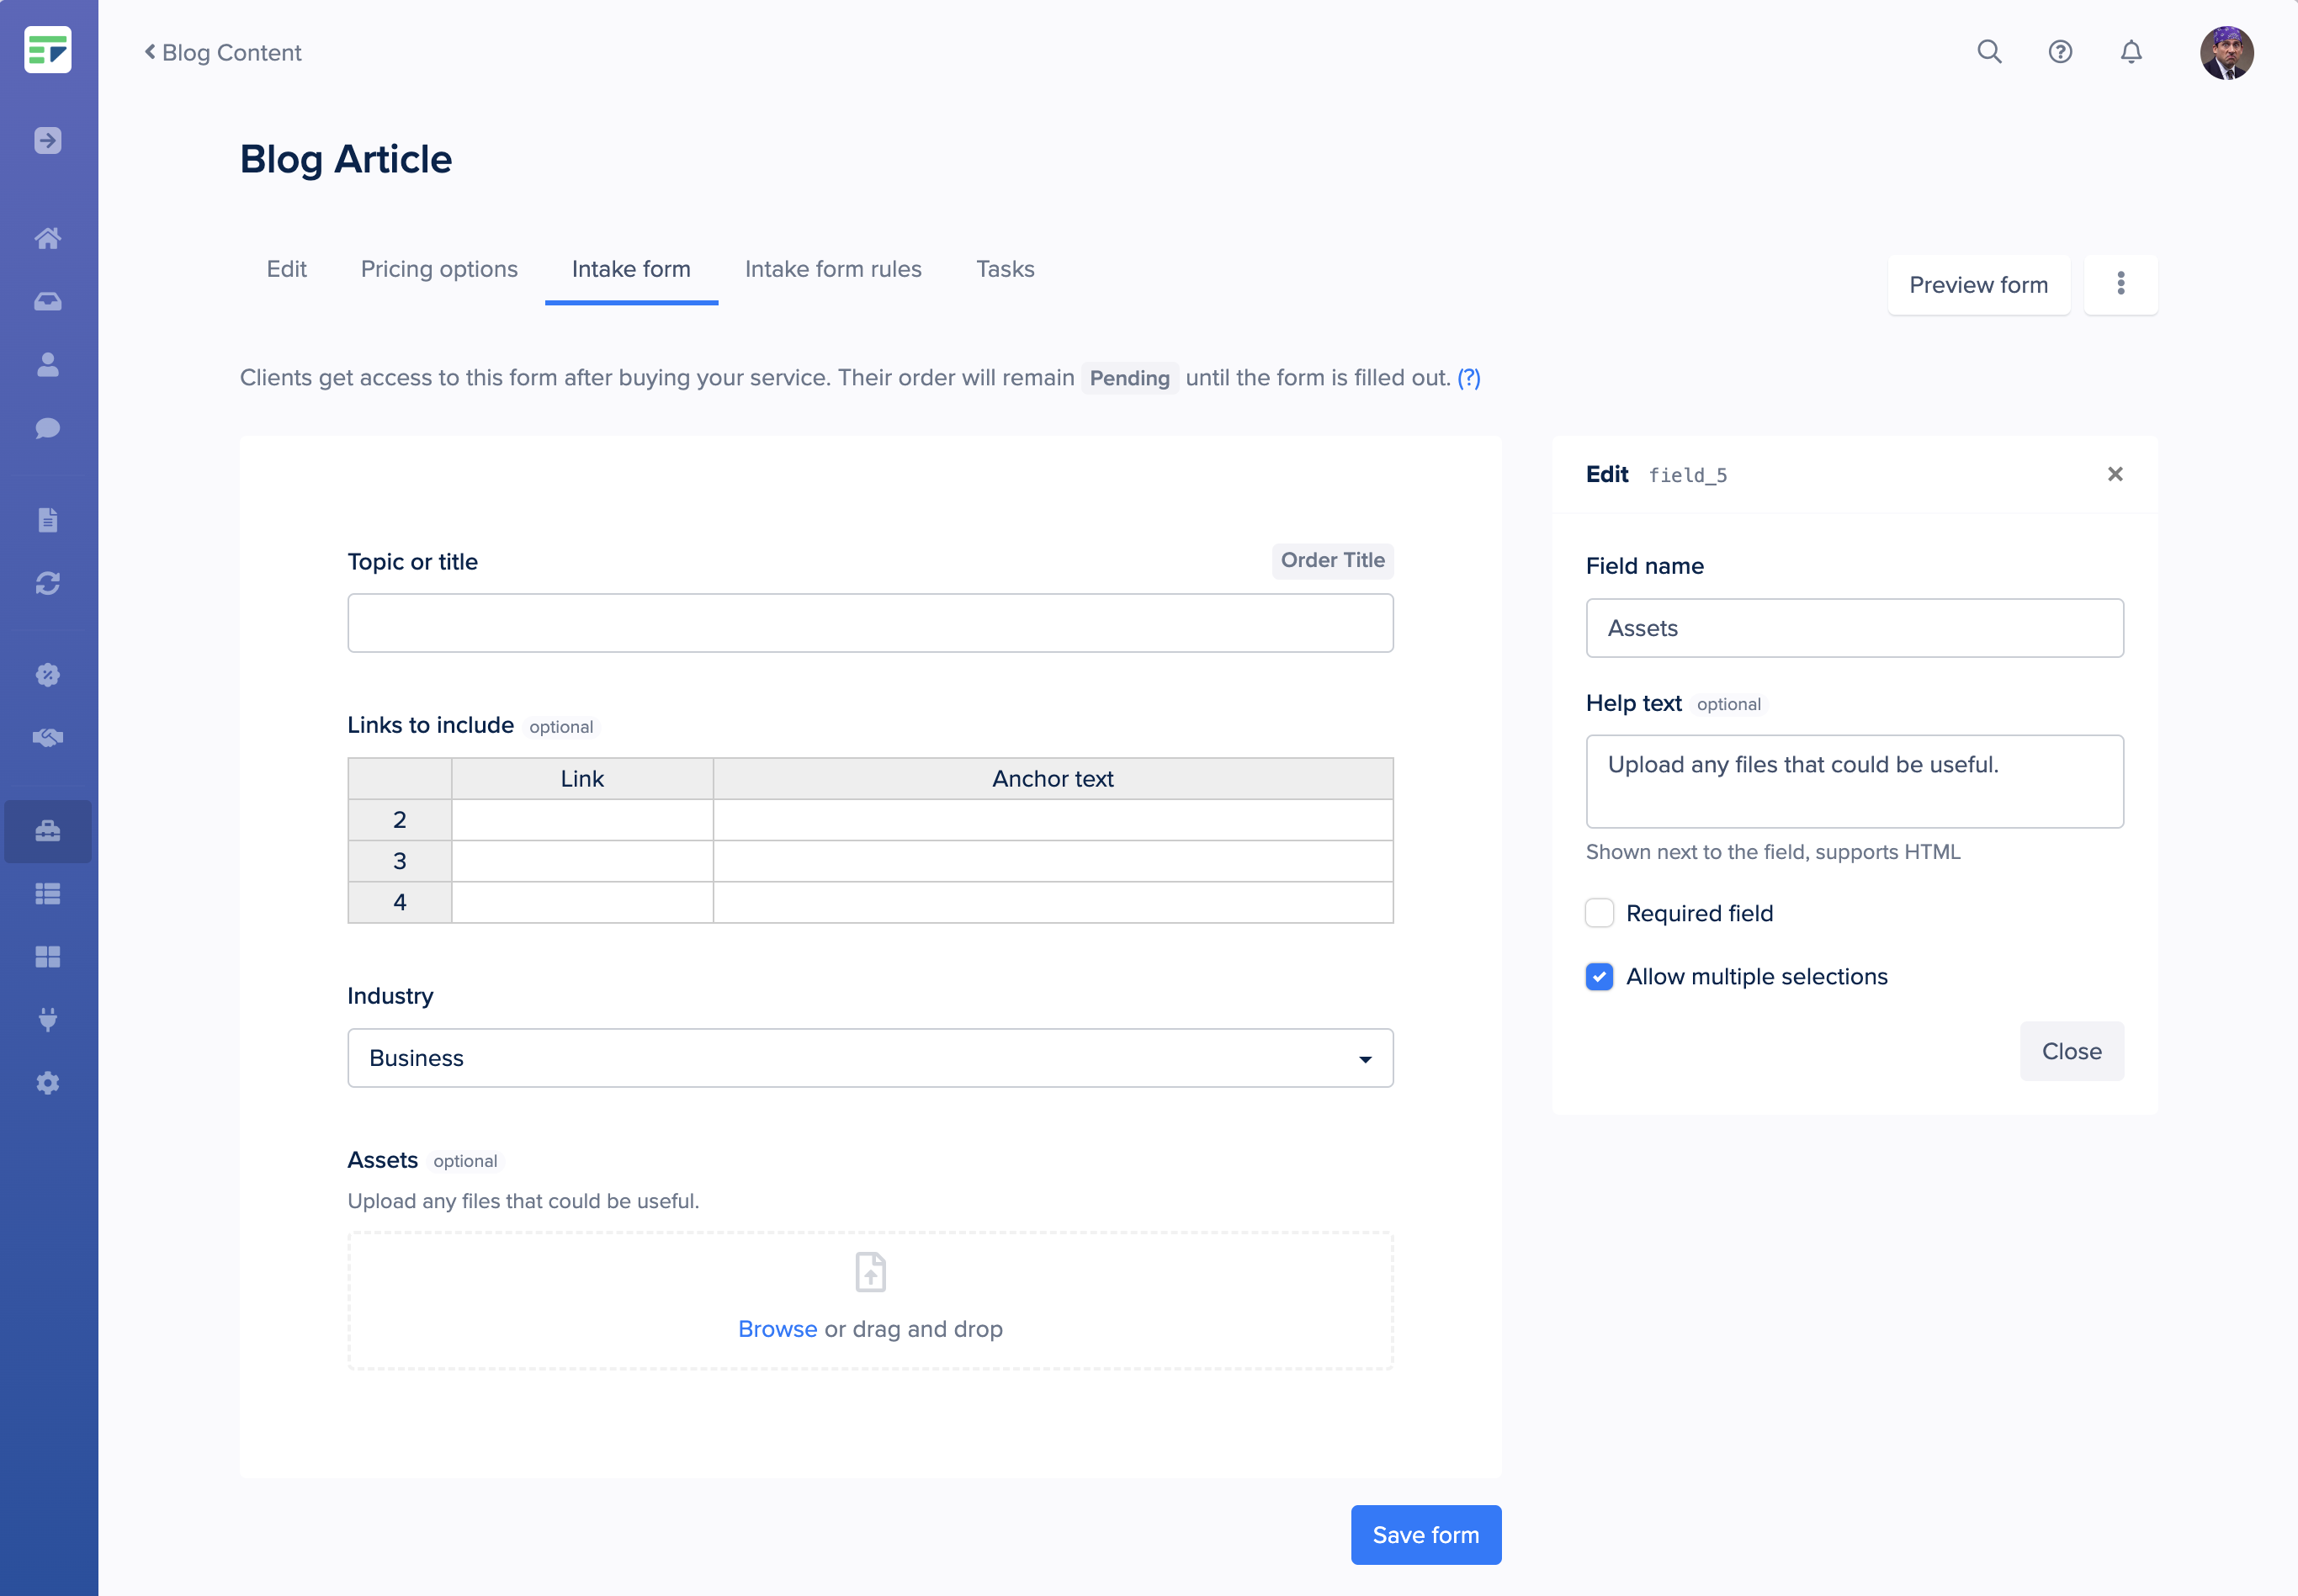 Blog Content
Blog Article
Edit Pricing options Intake form Intake form rules Tasks
Preview form
Clients get access to this form after buying your service. Their order will remain Pending until the form is filled out. (?)
Topic or title Order Title
Links to include optional
Link Anchor text
2
3
4
Industry
Business
Assets optional
Upload any files that could be useful.
Browse or drag and drop
Save form
Edit field_5
Field name
Assets
Help text optional
Upload any files that could be useful.
Shown next to the field, supports HTML
Required field
Allow multiple selections
Close